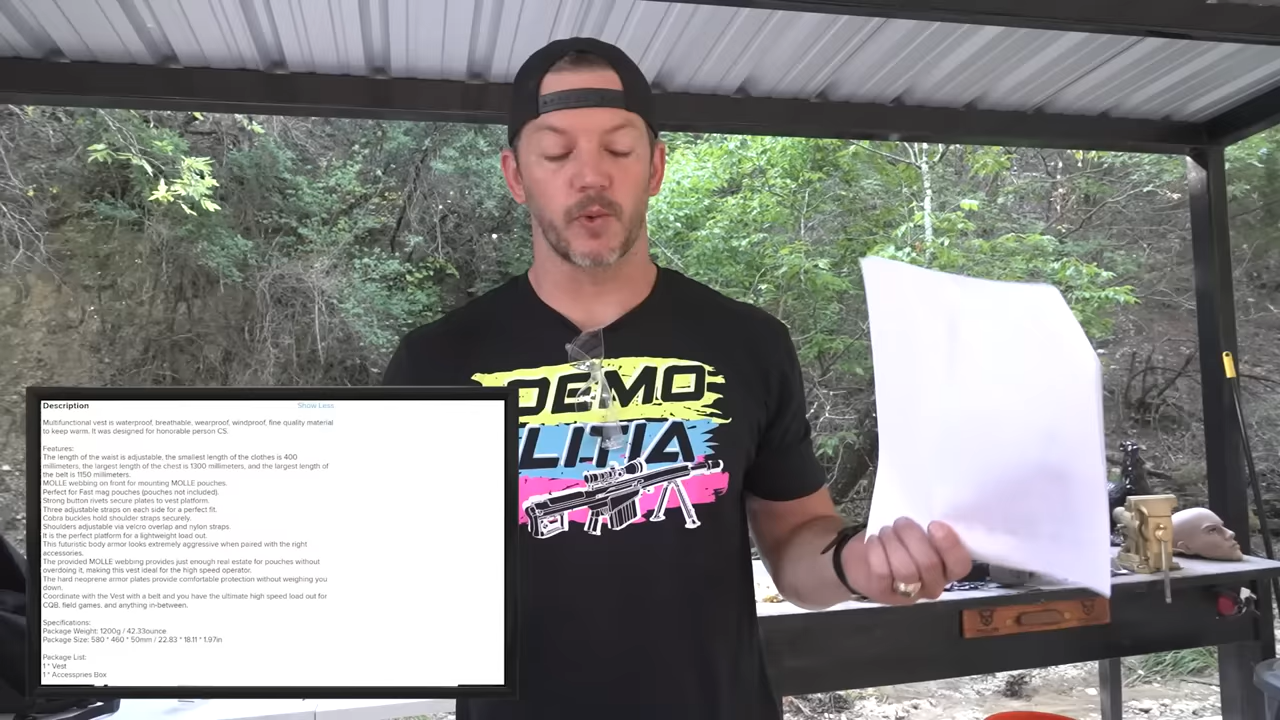 DEMO
LITIA
Description
Show Less
Multifunctional vest is waterproof, breathable, wearproof, windproof, fine quality material
to keep warm. It was designed for honorable person CS.
Features:
The length of the waist is adjustable, the smallest length of the clothes is 400
millimeters, the largest length of the chest is 1300 millimeters, and the largest length of
the belt is 1150 millimeters.
MOLLE webbing on front for mounting MOLLE pouches.
Perfect for Fast mag pouches (pouches not included).
Strong button rivets secure plates to vest platform.
Three adjustable straps on each side for a perfect fit.
Cobra buckles hold shoulder straps securely.
Shoulders adjustable via velcro overlap and nylon straps.
It is the perfect platform for a lightweight load out.
This futuristic body armor looks extremely aggressive when paired with the right
accessories.
The provided MOLLE webbing provides just enough real estate for pouches without
overdoing it, making this vest ideal for the high speed operator.
The hard neoprene armor plates provide comfortable protection without weighing you
down.
Coordinate with the Vest with a belt and you have the ultimate high speed load out for
CQB, field games, and anything in-between.
Specifications:
Package Weight: 1200g / 42.33ounce
Package Size: 580 * 460 * 50mm / 22.83 * 18.11 * 1.97in
Package List:
1 * Vest
1 * Accesspries Box